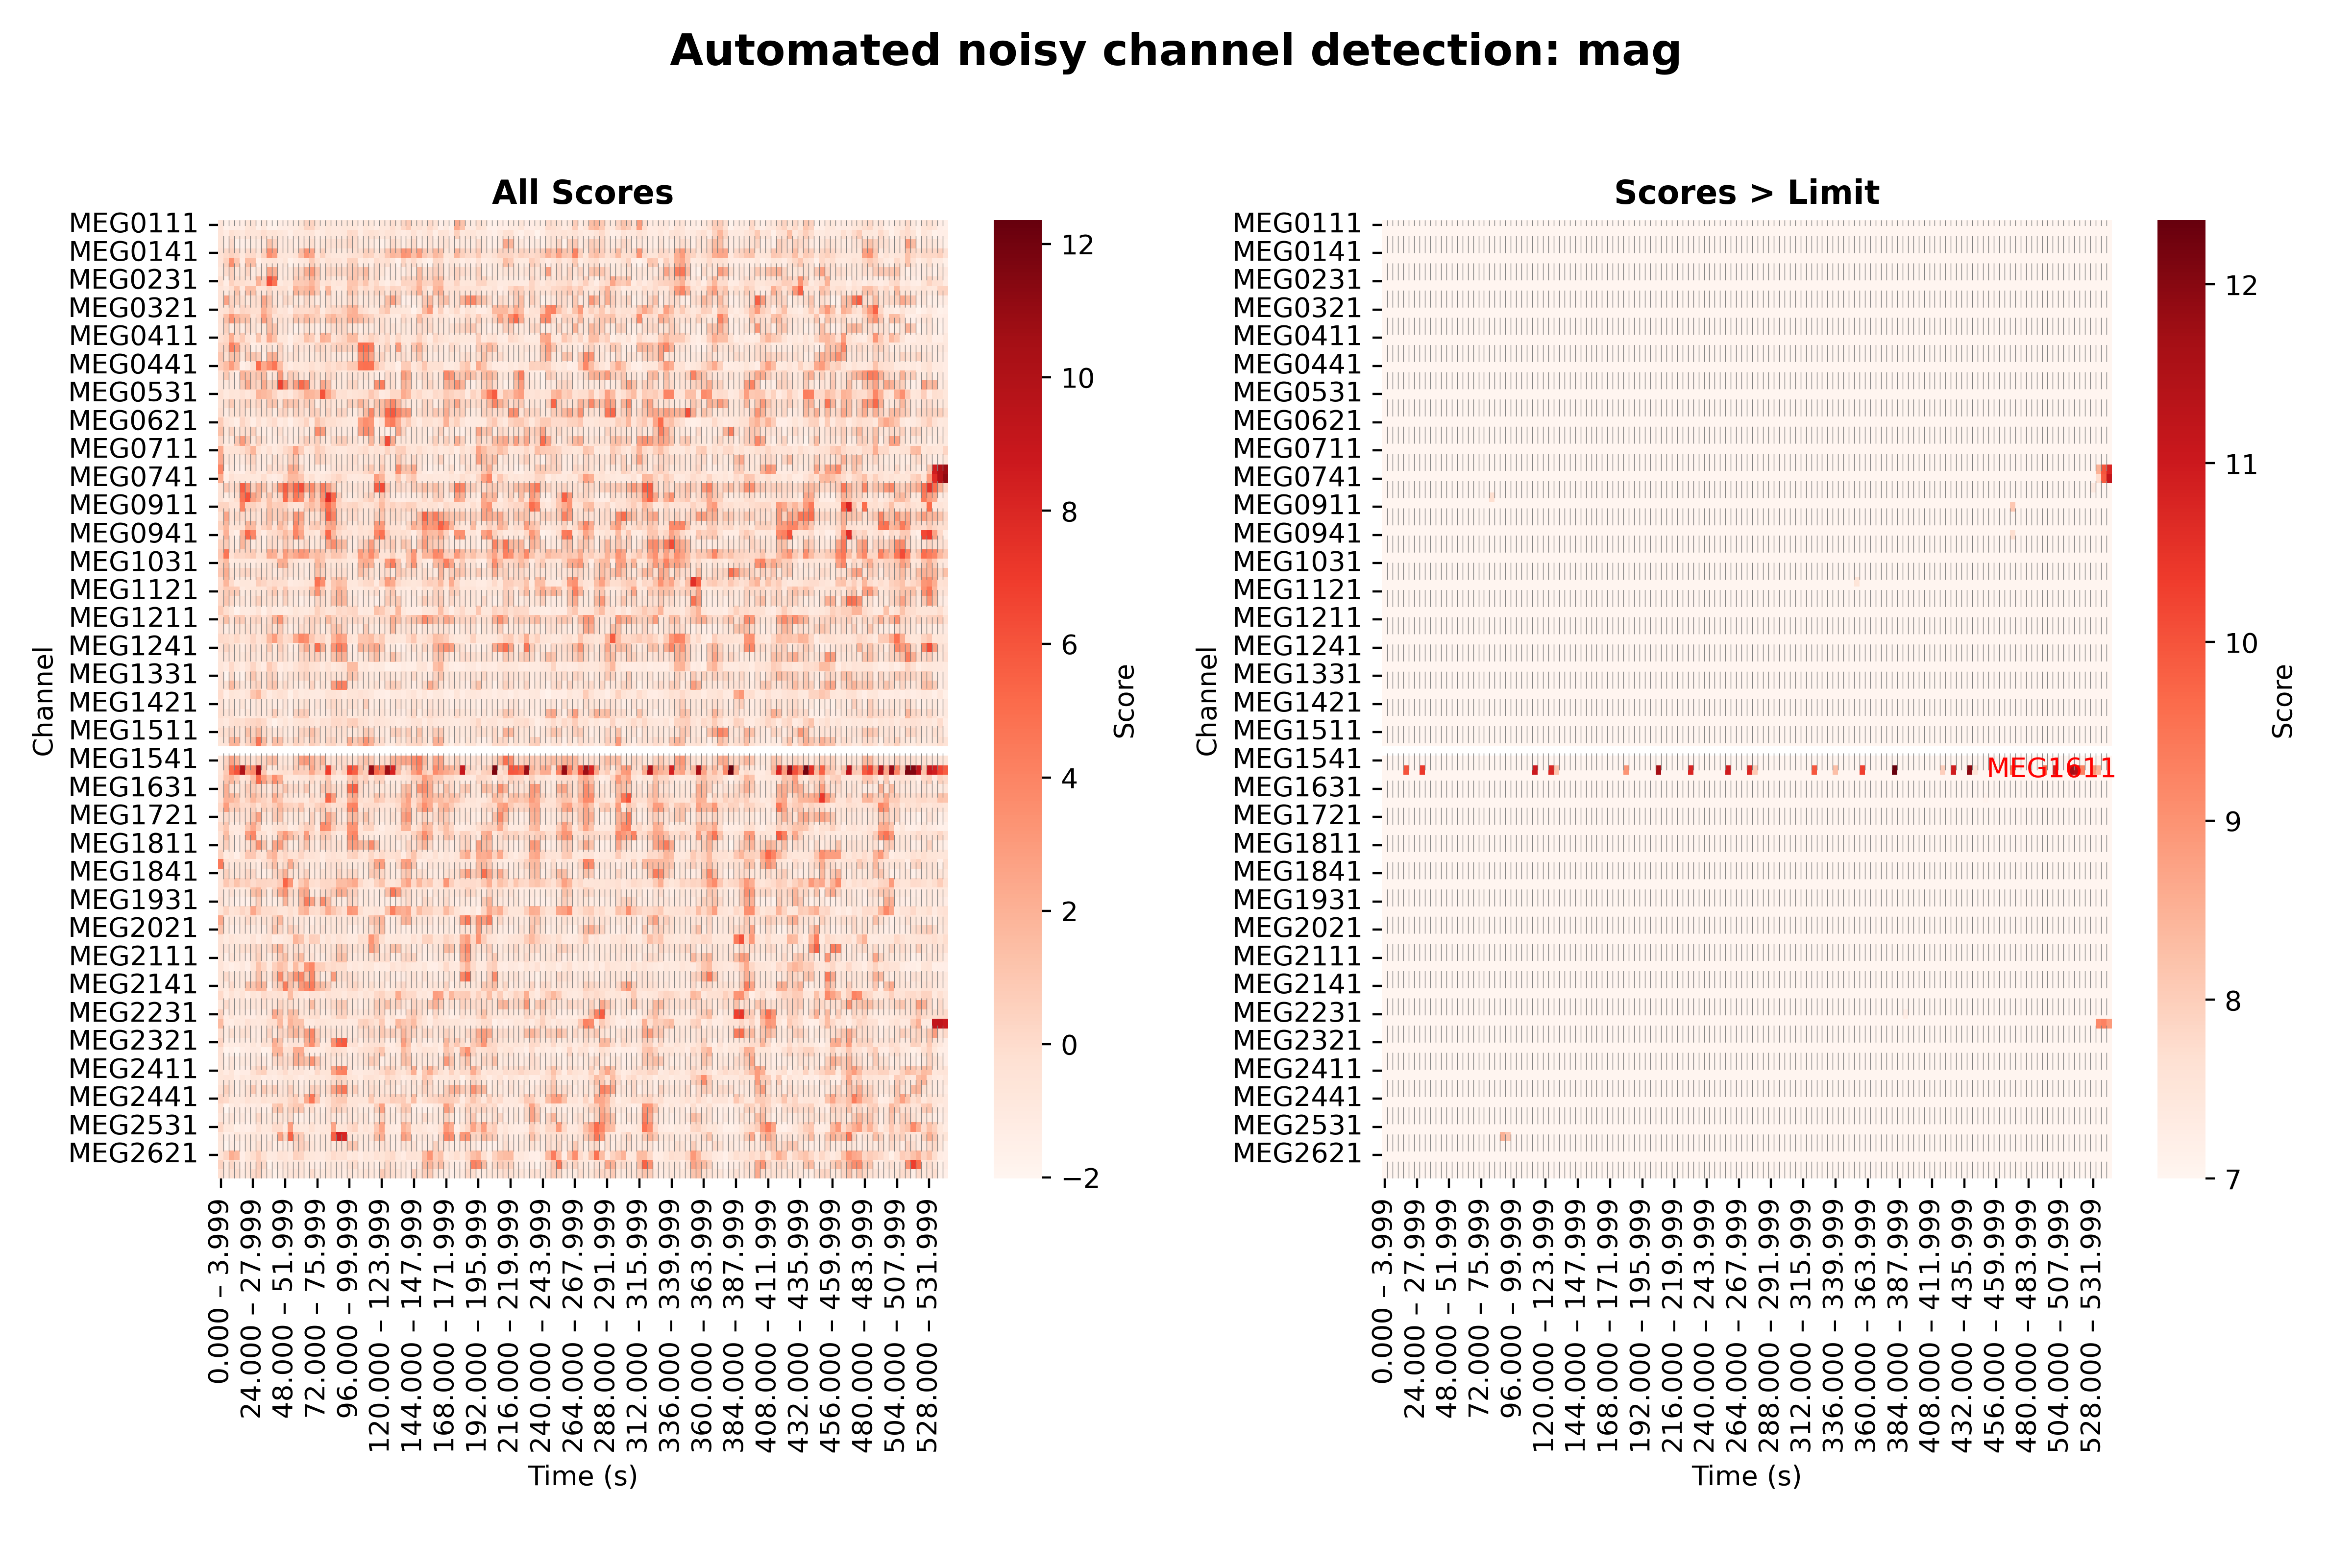 Automated noisy channel detection: mag
All Scores
Channel
MEG0111
MEG0141
MEG0231
MEG0321
MEG0411
MEG0441
MEG0531
MEG0621
MEG0711
MEG0741
MEG0911
MEG0941
MEG1031
MEG1121
MEG1211
MEG1241
MEG1331
MEG1421
MEG1511
MEG1541
MEG1631
MEG1721
MEG1811
MEG1841
MEG1931
MEG2021
MEG2111
MEG2141
MEG2231
MEG2321
MEG2411
MEG2441
MEG2531
MEG2621
0.000 – 3.999
24.000 – 27.999
48.000 – 51.999
72.000 – 75.999
96.000 – 99.999
120.000 – 123.999
144.000 – 147.999
168.000 – 171.999
192.000 – 195.999
216.000 – 219.999
240.000 – 243.999
264.000 – 267.999
288.000 – 291.999
312.000 – 315.999
336.000 – 339.999
360.000 – 363.999
384.000 – 387.999
408.000 – 411.999
432.000 – 435.999
456.000 – 459.999
480.000 – 483.999
504.000 – 507.999
528.000 – 531.999
Time (s)
12
10
8
6
4
2
0
−2
Score
Scores > Limit
Channel
MEG0111
MEG0141
MEG0231
MEG0321
MEG0411
MEG0441
MEG0531
MEG0621
MEG0711
MEG0741
MEG0911
MEG0941
MEG1031
MEG1121
MEG1211
MEG1241
MEG1331
MEG1421
MEG1511
MEG1541
MEG1631
MEG1721
MEG1811
MEG1841
MEG1931
MEG2021
MEG2111
MEG2141
MEG2231
MEG2321
MEG2411
MEG2441
MEG2531
MEG2621
MEG1611
0.000 – 3.999
24.000 – 27.999
48.000 – 51.999
72.000 – 75.999
96.000 – 99.999
120.000 – 123.999
144.000 – 147.999
168.000 – 171.999
192.000 – 195.999
216.000 – 219.999
240.000 – 243.999
264.000 – 267.999
288.000 – 291.999
312.000 – 315.999
336.000 – 339.999
360.000 – 363.999
384.000 – 387.999
408.000 – 411.999
432.000 – 435.999
456.000 – 459.999
480.000 – 483.999
504.000 – 507.999
528.000 – 531.999
Time (s)
12
11
10
9
8
7
Score